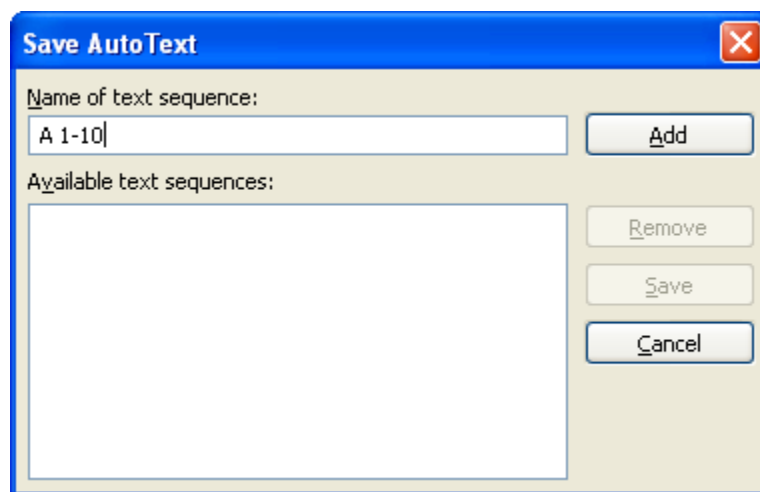 Save AutoText
Name of text sequence:
A 1-10
Add
Available text sequences:
Remove
Save
Cancel